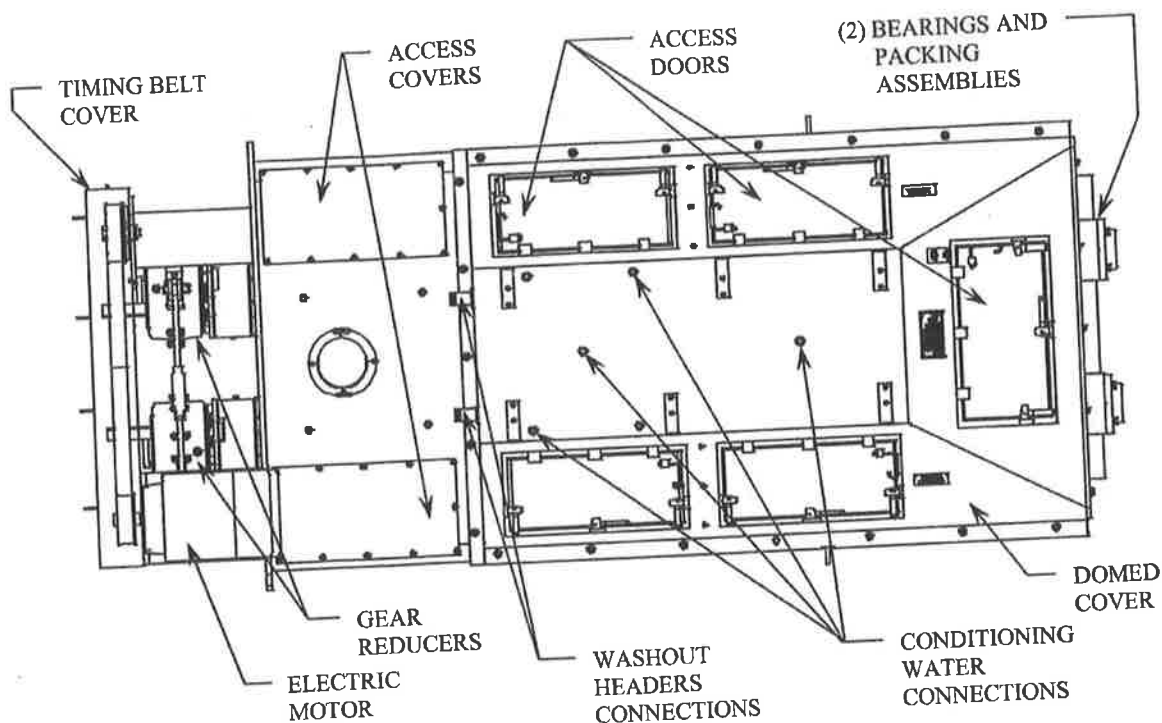 TIMING BELT
COVER
ACCESS
COVERS
ACCESS
DOORS
(2) BEARINGS AND
PACKING
ASSEMBLIES
GEAR
REDUCERS
ELECTRIC
MOTOR
WASHOUT
HEADERS
CONNECTIONS
CONDITIONING
WATER
CONNECTIONS
DOMED
COVER